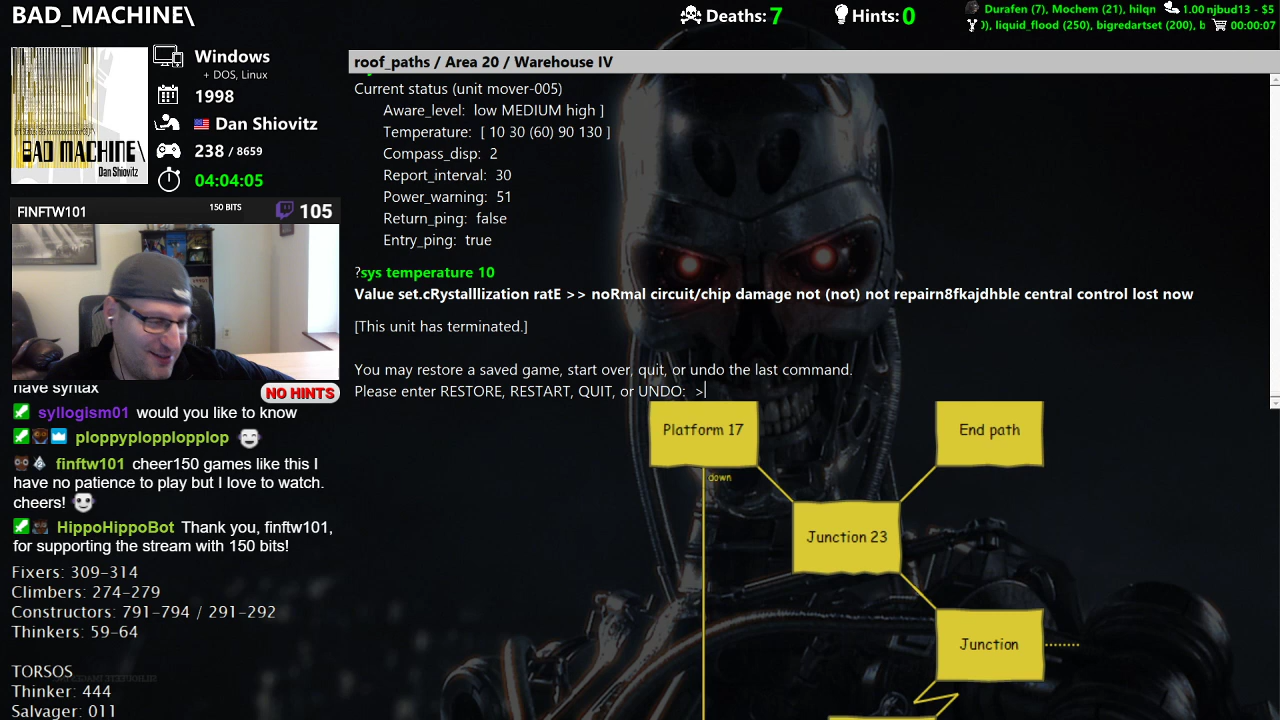 BAD_MACHINE\
Deaths: 7
Hints: 0
Durafen (7), Mochem (21), hilqn
1.00 njbud13 - $5
0), liquid_flood (250), bigredartset (200), b
00:00:07
Windows
+ DOS, Linux
1998
Dan Shiovitz
238 / 8659
04:04:05
BAD MACHINE\
Dan Shiovitz
FINFTW101
150 BITS
105
have syntax
NO HINTS
syllogism01 would you like to know
ploppyplopplopplop
finftw101 cheer150 games like this I
have no patience to play but I love to watch.
cheers!
HippoHippoBot Thank you, finftw101,
for supporting the stream with 150 bits!
Fixers: 309-314
Climbers: 274-279
Constructors: 791-794 / 291-292
Thinkers: 59-64
TORSOS
Thinker: 444
Salvager: 011
roof_paths / Area 20 / Warehouse IV
Current status (unit mover-005)
Aware_level: low MEDIUM high ]
Temperature: [ 10 30 (60) 90 130 ]
Compass_disp: 2
Report_interval: 30
Power_warning: 51
Return_ping: false
Entry_ping: true
?sys temperature 10
Value set.cRystalllization ratE >> noRmal circuit/chip damage not (not) not repairn8fkajdhble central control lost now
[This unit has terminated.]
You may restore a saved game, start over, quit, or undo the last command.
Please enter RESTORE, RESTART, QUIT, or UNDO: >
Platform 17
End path
down
Junction 23
Junction